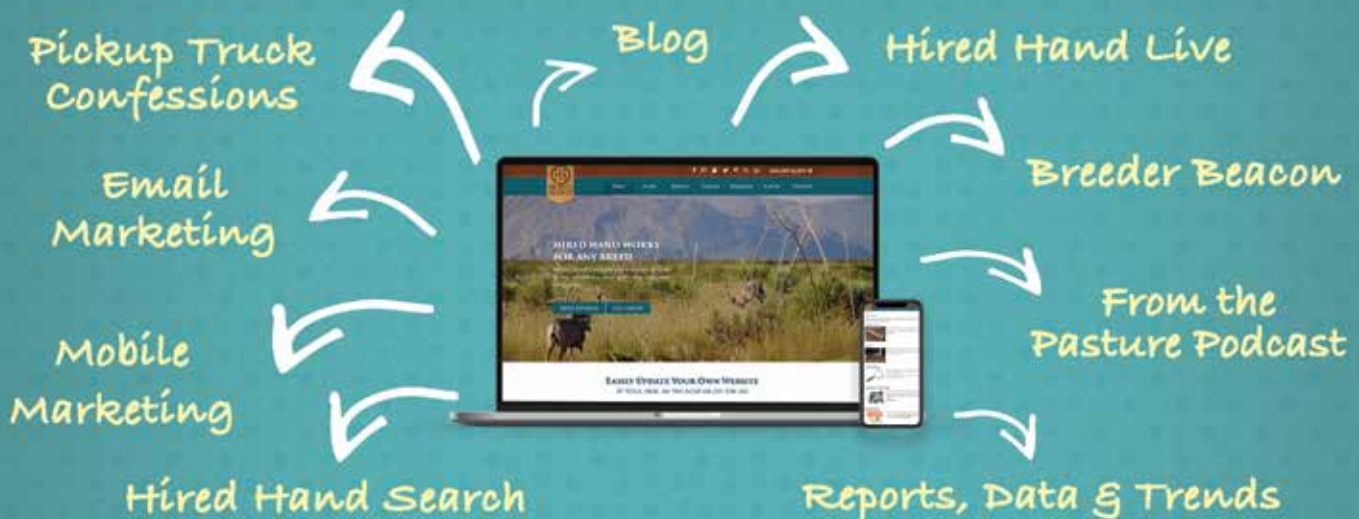 Pickup Truck
Confessions
Blog
Hired Hand Live
Email
Marketing
Breeder Beacon
Mobile
Marketing
From the
Pasture Podcast
Hired Hand Search
Reports, Data & Trends
HIRED HAND WORKS
FOR ANY BREED
EASILY UPDATE YOUR OWN WEBSITE